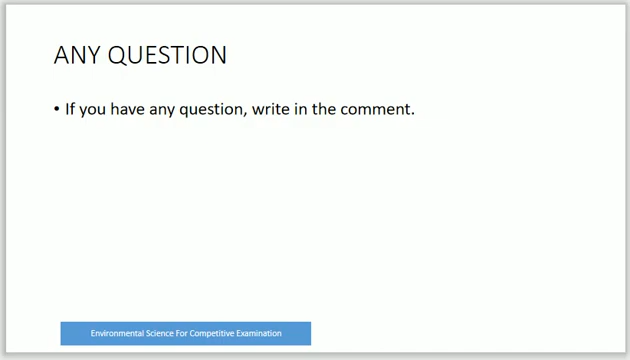 ANY QUESTION
• If you have any question, write in the comment.
Environmental Science For Competitive Examination